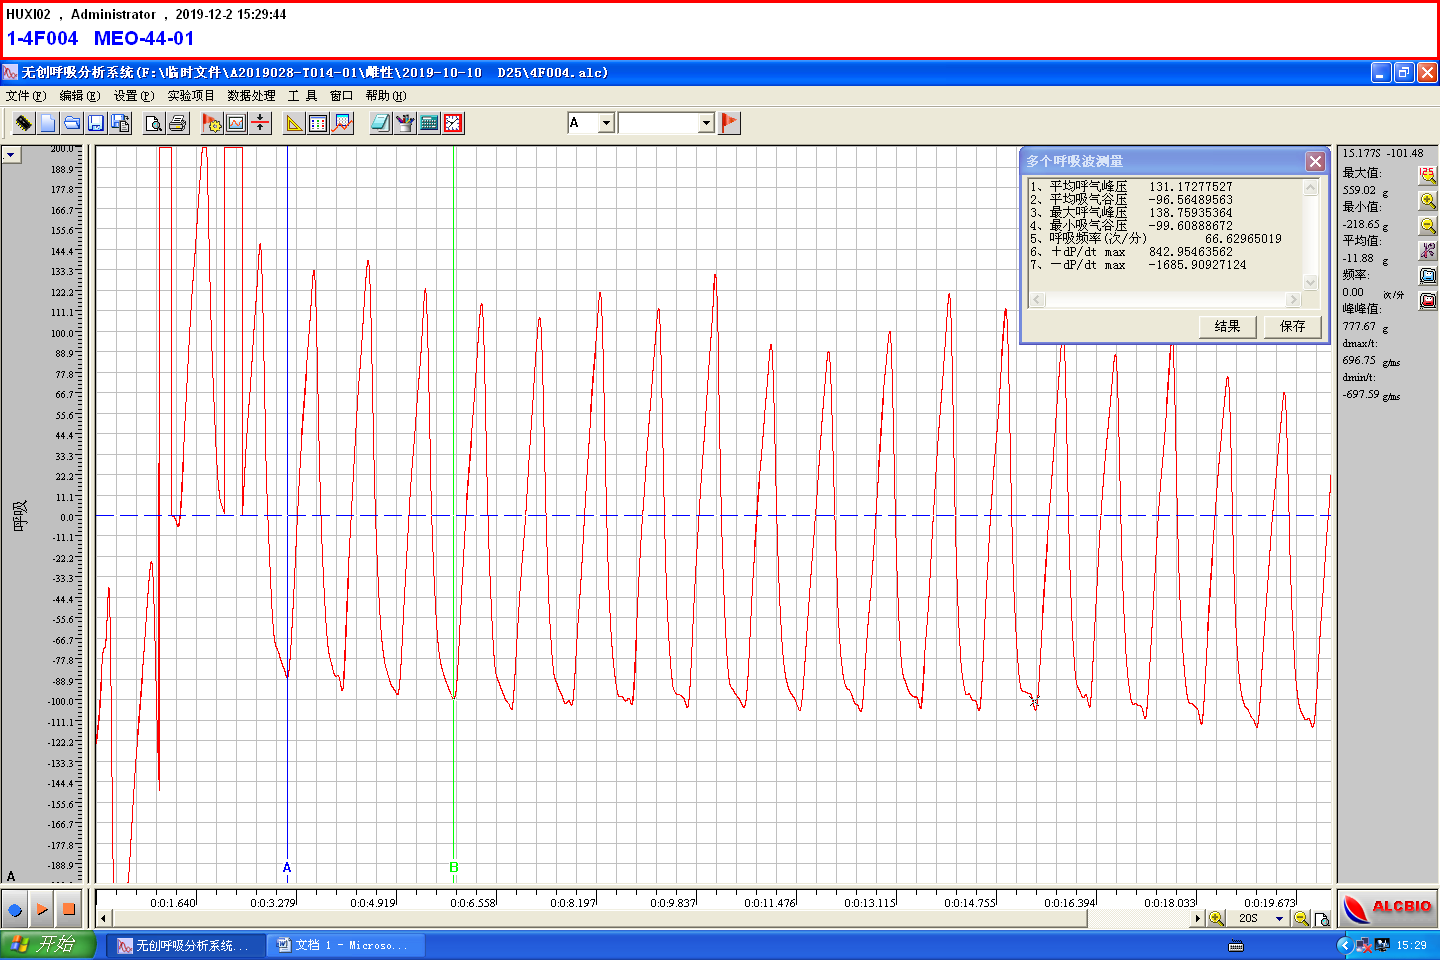 HUXI02 , Administrator , 2019-12-2 15:29:44
1-4F004 MEO-44-01
无创呼吸分析系统(F:\临时文件\A2019028-T014-01\雌性\2019-10-10 D25\4F004.alc)
文件(F) 编辑(E) 设置(P) 实验项目 数据处理 工 具 窗口 帮助(H)
A
200.0
188.9
177.8
166.7
155.6
144.4
133.3
122.2
111.1
100.0
88.9
77.8
66.7
55.6
44.4
33.3
22.2
11.1
0.0
-11.1
-22.2
-33.3
-44.4
-55.6
-66.7
-77.8
-88.9
-100.0
-111.1
-122.2
-133.3
-144.4
-155.6
-166.7
-177.8
-188.9
呼吸
A
A
B
多个呼吸波测量
1、平均呼气峰压 131.17277527
2、平均吸气谷压 -96.56489563
3、最大呼气峰压 138.75935364
4、最小吸气谷压 -99.60888672
5、呼吸频率(次/分) 66.62965019
6、＋dP/dt max 842.95463562
7、－dP/dt max -1685.90927124
结果 保存
15.177S -101.48
最大值:
559.02 g
最小值:
-218.65 g
平均值:
-11.88 g
频率:
0.00 次/分
峰峰值:
777.67 g
dmax/t:
696.75 g/ms
dmin/t:
-697.59 g/ms
125
0:0:1.640 0:0:3.279 0:0:4.919 0:0:6.558 0:0:8.197 0:0:9.837 0:0:11.476 0:0:13.115 0:0:14.755 0:0:16.394 0:0:18.033 0:0:19.673
20S
ALCBIO
开始 无创呼吸分析系统... 文档 1 - Microso... 15:29